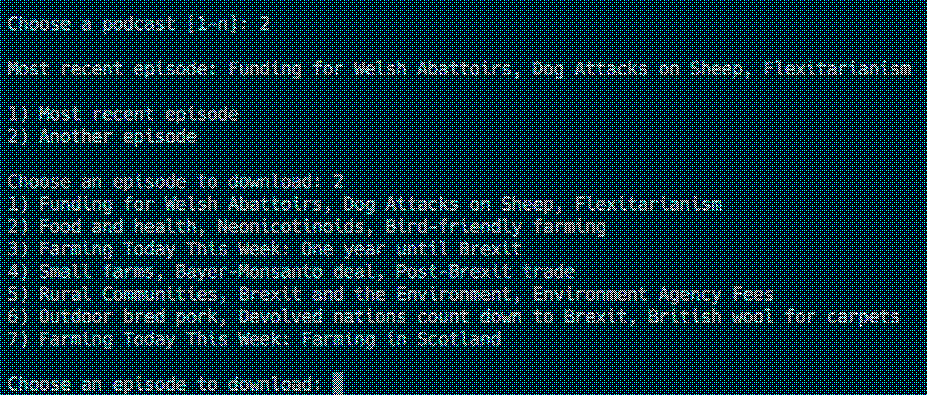 Choose a podcast [1-n]: 2
Most recent episode: Funding for Welsh Abattoirs, Dog Attacks on Sheep, Flexitarianism
1) Most recent episode
2) Another episode
Choose an episode to download: 2
1) Funding for Welsh Abattoirs, Dog Attacks on Sheep, Flexitarianism
2) Food and health, Neonicotinoids, Bird-friendly farming
3) Farming Today This Week: One year until Brexit
4) Small farms, Bayer-Monsanto deal, Post-Brexit trade
5) Rural Communities, Brexit and the Environment, Environment Agency Fees
6) Outdoor bred pork, Devolved nations count down to Brexit, British wool for carpets
7) Farming Today This Week: Farming in Scotland
Choose an episode to download: